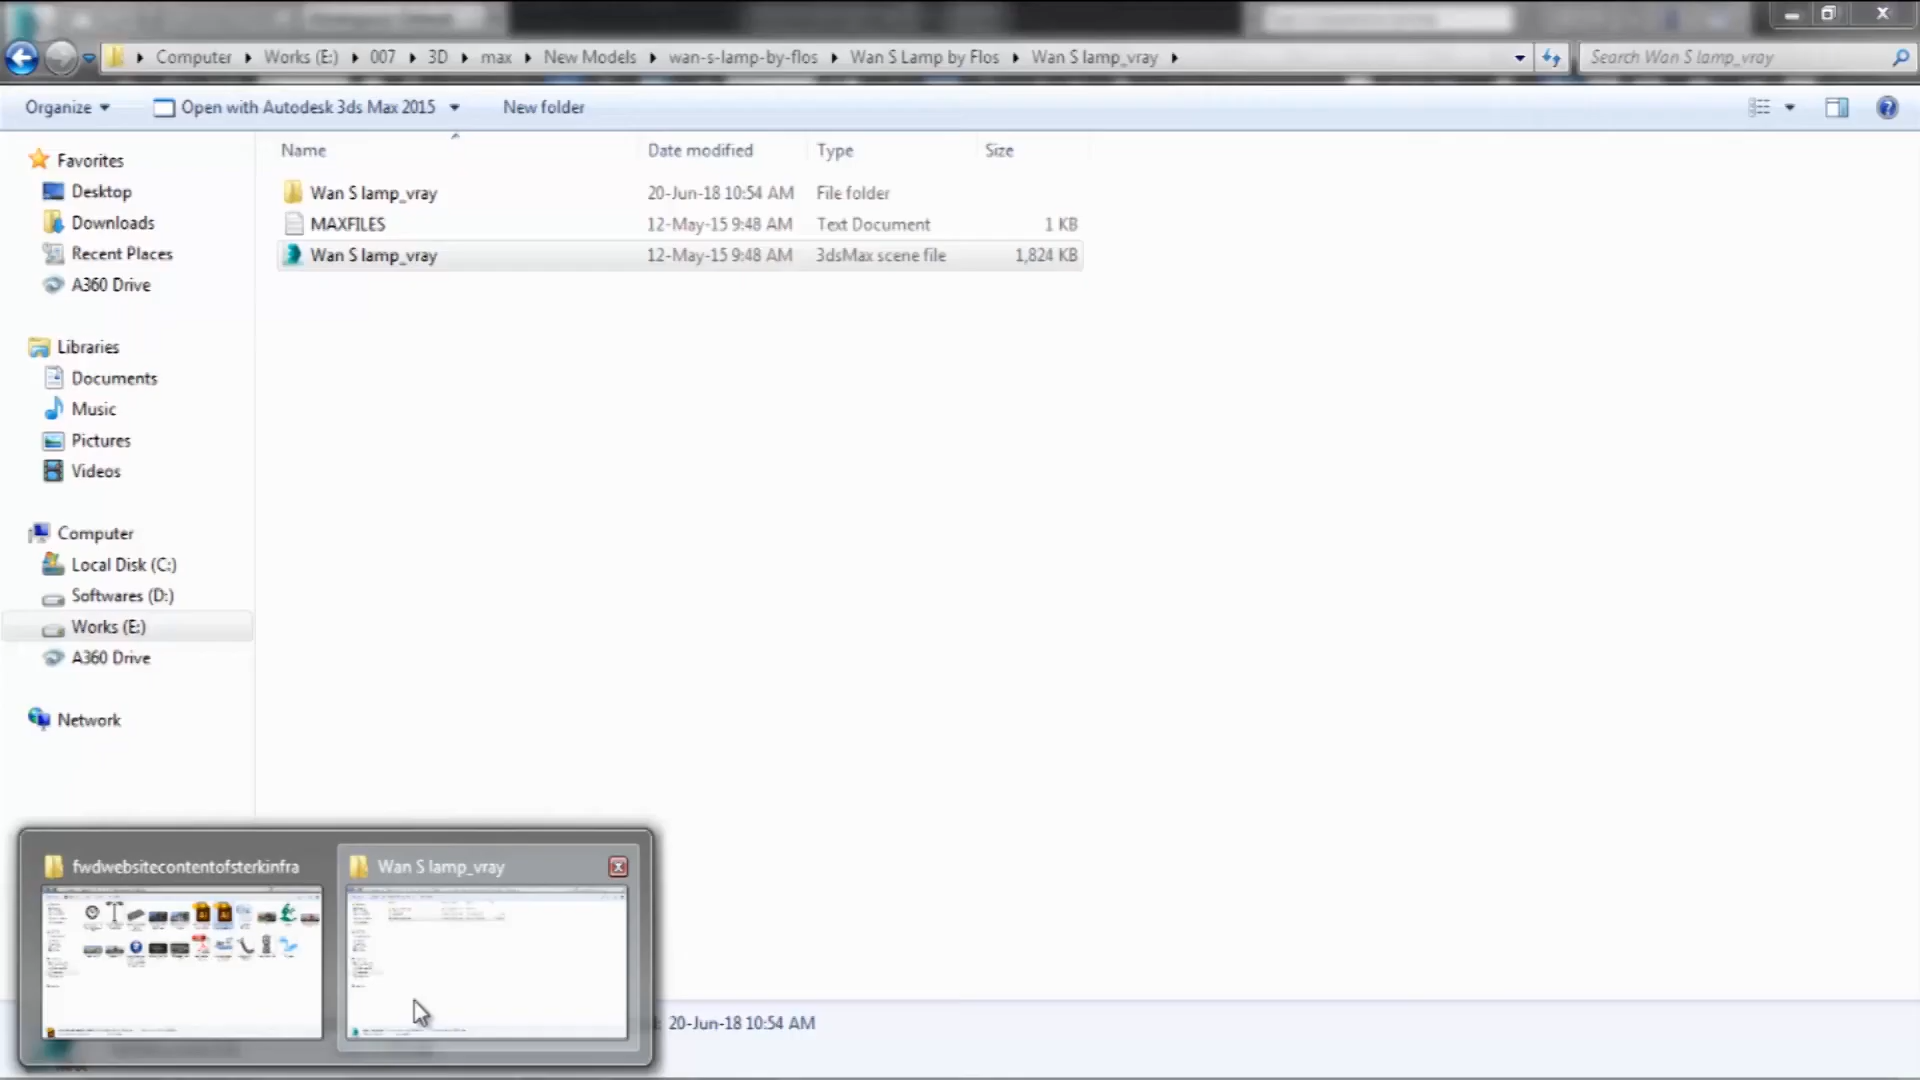 Computer Works (E:) 007 3D max New Models wan-s-lamp-by-flos Wan S Lamp by Flos Wan S lamp_vray Search Wan S lamp_vray
Organize Open with Autodesk 3ds Max 2015 New folder
Name Date modified Type Size
Wan S lamp_vray 20-Jun-18 10:54 AM File folder
MAXFILES 12-May-15 9:48 AM Text Document 1 KB
Wan S lamp_vray 12-May-15 9:48 AM 3dsMax scene file 1,824 KB
Favorites
Desktop
Downloads
Recent Places
A360 Drive
Libraries
Documents
Music
Pictures
Videos
Computer
Local Disk (C:)
Softwares (D:)
Works (E:)
A360 Drive
Network
fwdwebsitecontentofsterkinfra Wan S lamp_vray
20-Jun-18 10:54 AM